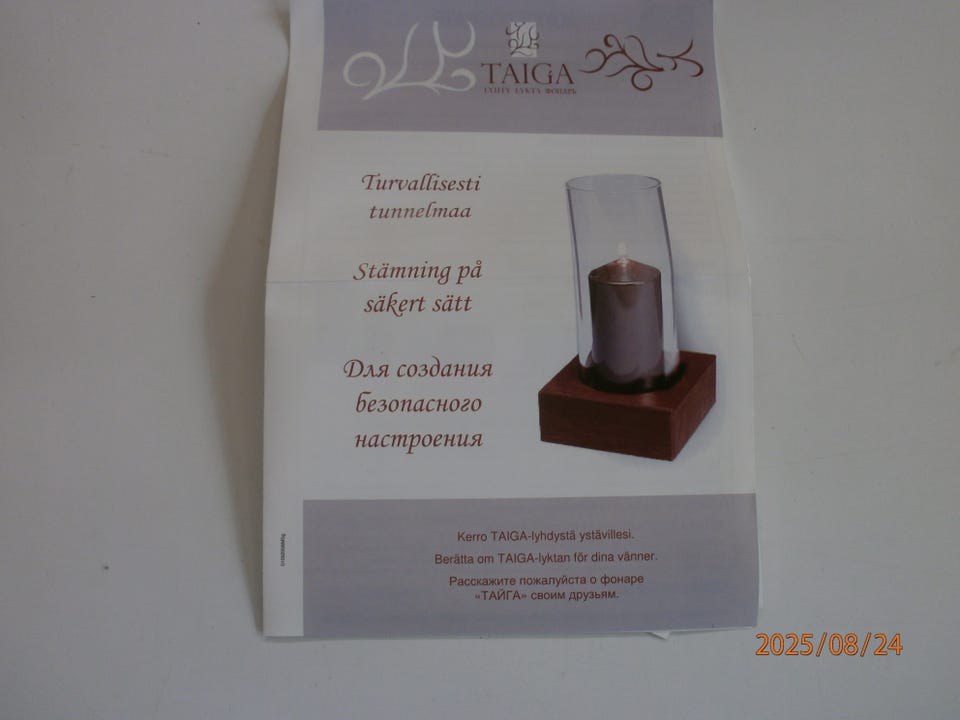 TAIGA
LYHTY LYKTA ФОНАРЬ
Turvallisesti
tunnelmaa
Stämning på
säkert sätt
Для создания
безопасного
настроения
Kerro TAIGA-lyhdystä ystävillesi.
Berätta om TAIGA-lyktan för dina vänner.
Расскажите пожалуйста о фонаре
«ТАЙГА» своим друзьям.
2025/08/24